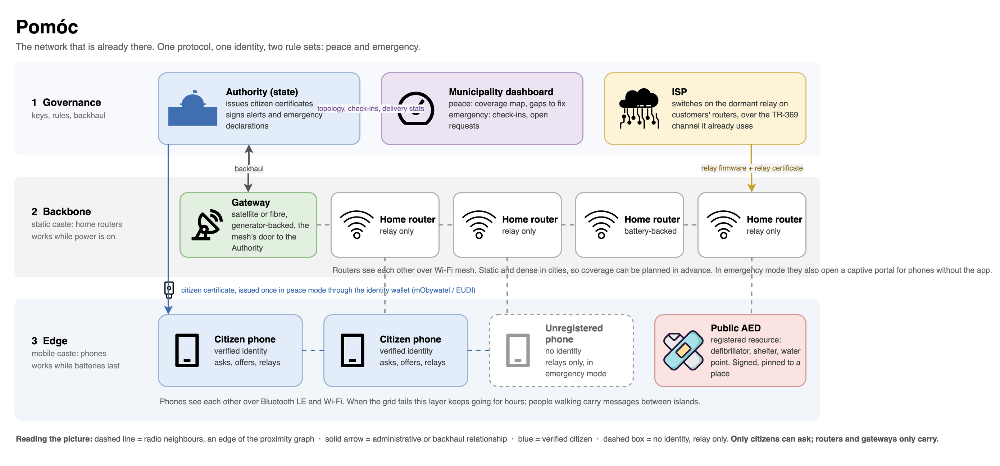 Pomóc
The network that is already there. One protocol, one identity, two rule sets: peace and emergency.
1 Governance
keys, rules, backhaul
Authority (state)
issues citizen certificates
signs alerts and emergency
declarations
topology, check-ins, delivery stats
Municipality dashboard
peace: coverage map, gaps to fix
emergency: check-ins, open
requests
ISP
switches on the dormant relay on
customers' routers, over the TR-369
channel it already uses
backhaul
relay firmware + relay certificate
2 Backbone
static caste: home routers
works while power is on
Gateway
satellite or fibre,
generator-backed, the
mesh's door to the
Authority
Home router
relay only
Home router
relay only
Home router
battery-backed
Home router
relay only
Routers see each other over Wi-Fi mesh. Static and dense in cities, so coverage can be planned in advance. In emergency mode they also open a captive portal for phones without the app.
citizen certificate, issued once in peace mode through the identity wallet (mObywatel / EUDI)
3 Edge
mobile caste: phones
works while batteries last
Citizen phone
verified identity
asks, offers, relays
Citizen phone
verified identity
asks, offers, relays
Unregistered
phone
no identity
relays only, in
emergency mode
Public AED
registered resource:
defibrillator, shelter, water
point. Signed, pinned to a
place
Phones see each other over Bluetooth LE and Wi-Fi. When the grid fails this layer keeps going for hours; people walking carry messages between islands.
Reading the picture: dashed line = radio neighbours, an edge of the proximity graph · solid arrow = administrative or backhaul relationship · blue = verified citizen · dashed box = no identity, relay only. Only citizens can ask; routers and gateways only carry.